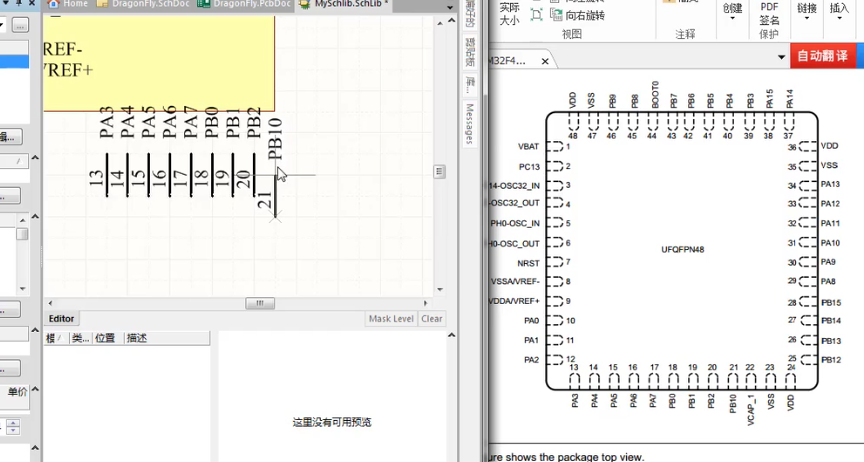 DragonFly.SchDoc
DragonFly.PcbDoc
MySchlib.SchLib *
REF-
VREF+
PA3
PA4
PA5
PA6
PA7
PB0
PB1
PB2
PB10
13
14
15
16
17
18
19
20
21
Messages
库...
Editor
Mask Level
Clear
类...
位置
描述
这里没有可用预览
单价
实际
大小
向右旋转
视图
注释
创建
PDF
签名
保护
链接
插入
M32F4...
自动翻译
VDD
VSS
PB9
PB8
BOOT0
PB7
PB6
PB5
PB4
PB3
PA15
PA14
48
47
46
45
44
43
42
41
40
39
38
37
VBAT 1
PC13 2
14-OSC32_IN 3
-OSC32_OUT 4
PH0-OSC_IN 5
H0-OSC_OUT 6
NRST 7
VSSA/VREF- 8
VDDA/VREF+ 9
PA0 10
PA1 11
PA2 12
UFQFPN48
36 VDD
35 VSS
34 PA13
33 PA12
32 PA11
31 PA10
30 PA9
29 PA8
28 PB15
27 PB14
26 PB13
25 PB12
13
14
15
16
17
18
19
20
21
22
23
24
PA3
PA4
PA5
PA6
PA7
PB0
PB1
PB2
PB10
VCAP_1
VSS
VDD
ure shows the package top view.